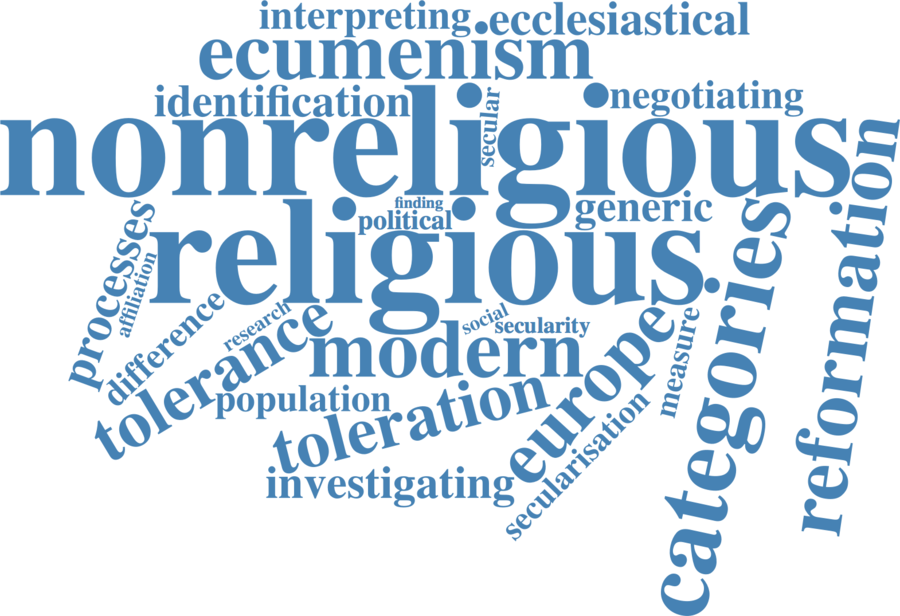 interpreting
ecclesiastical
ecumenism
identification
secular
negotiating
nonreligious
reformation
finding
political
generic
religious
processes
affiliation
difference
research
tolerance
social
secularity
modern
europe
measure
categories
population
toleration
investigating
secularisation